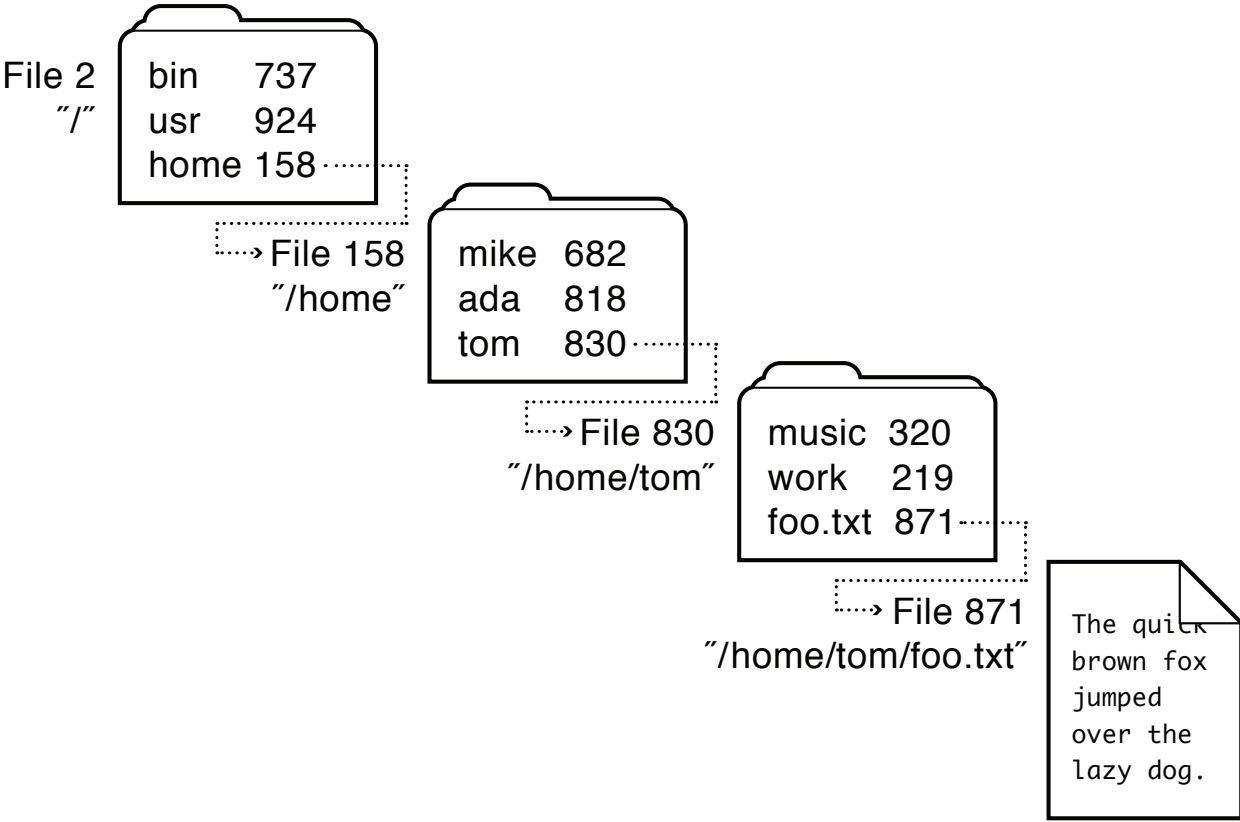 File 2
˝/˝
bin 737
usr 924
home 158
File 158
˝/home˝
mike 682
ada 818
tom 830
File 830
˝/home/tom˝
music 320
work 219
foo.txt 871
File 871
˝/home/tom/foo.txt˝
The quick
brown fox
jumped
over the
lazy dog.